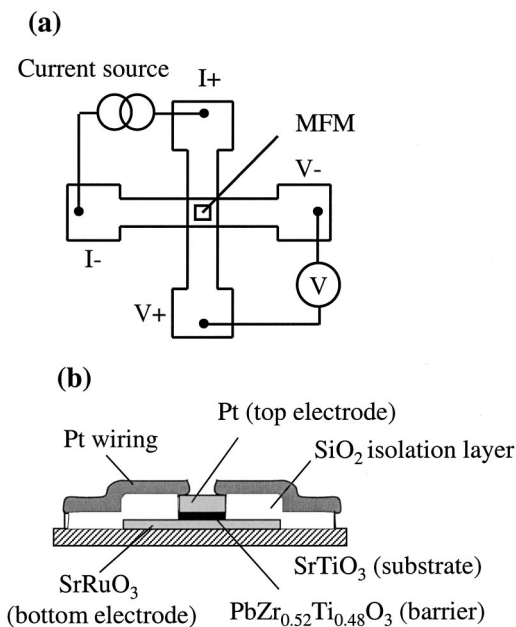 (a)
Current source
I+
MFM
V-
I-
V+
V
(b)
Pt (top electrode)
Pt wiring
SiO₂ isolation layer
SrRuO₃
(bottom electrode)
SrTiO₃ (substrate)
PbZr₀.₅₂Ti₀.₄₈O₃ (barrier)